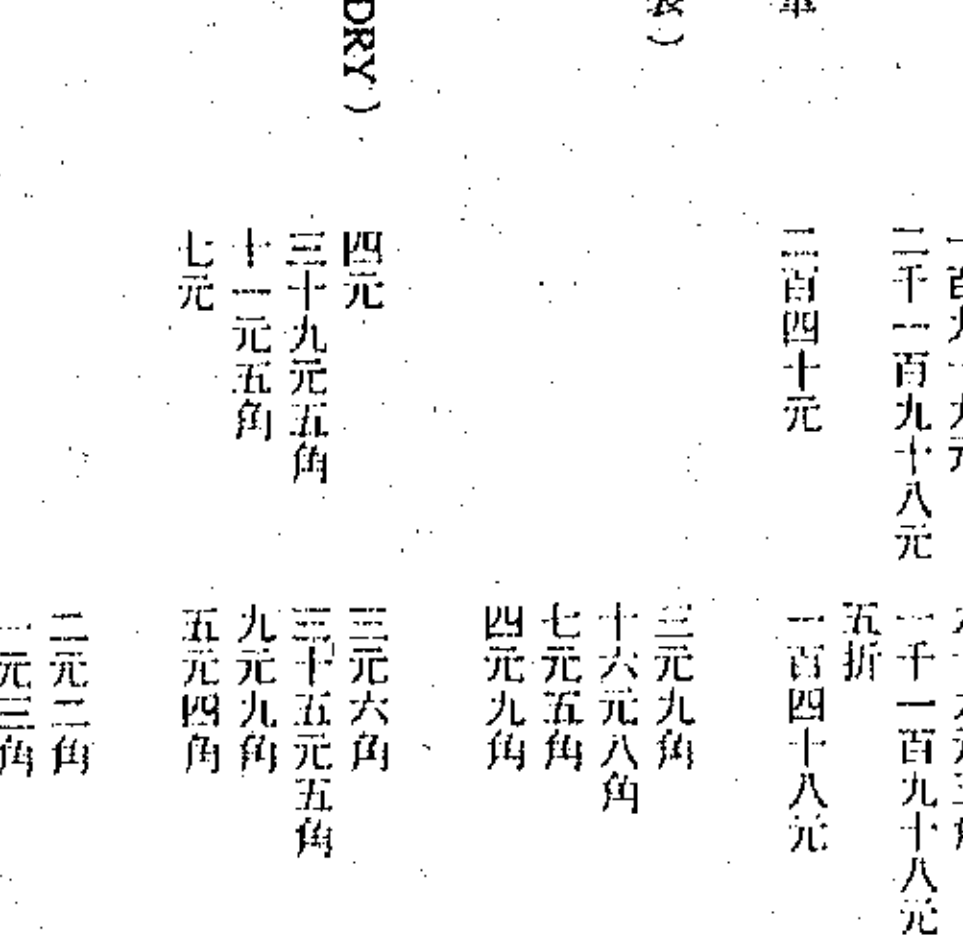 二千一百九十八元
一千一百九十八元
五折
二百四十元
一百四十八元
三元九角
十六元八角
七元五角
四元九角
DRY）
四元
三元六角
三十九元五角
三十五元五角
十一元五角
九元九角
七元
五元四角
二元二角
一元三角